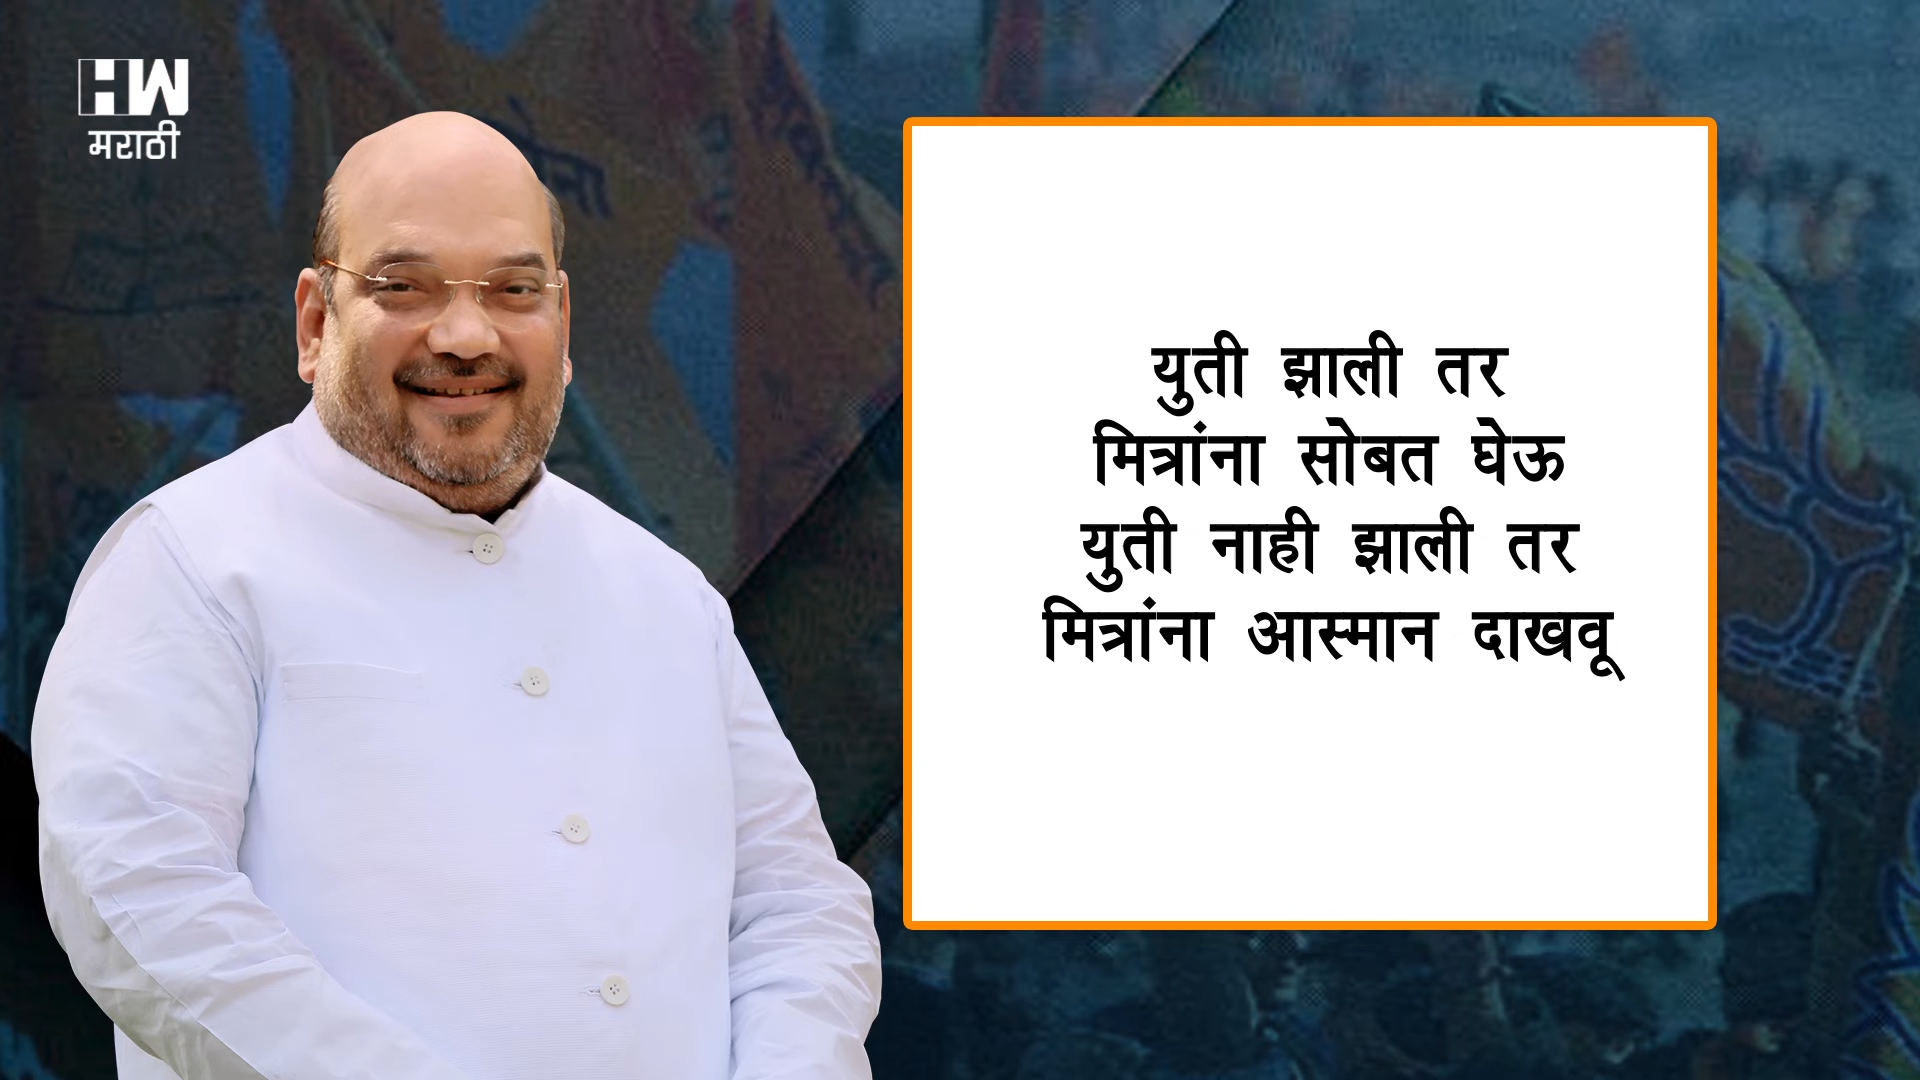 HW
मराठी
युती झाली तर
मित्रांना सोबत घेऊ
युती नाही झाली तर
मित्रांना आस्मान दाखवू